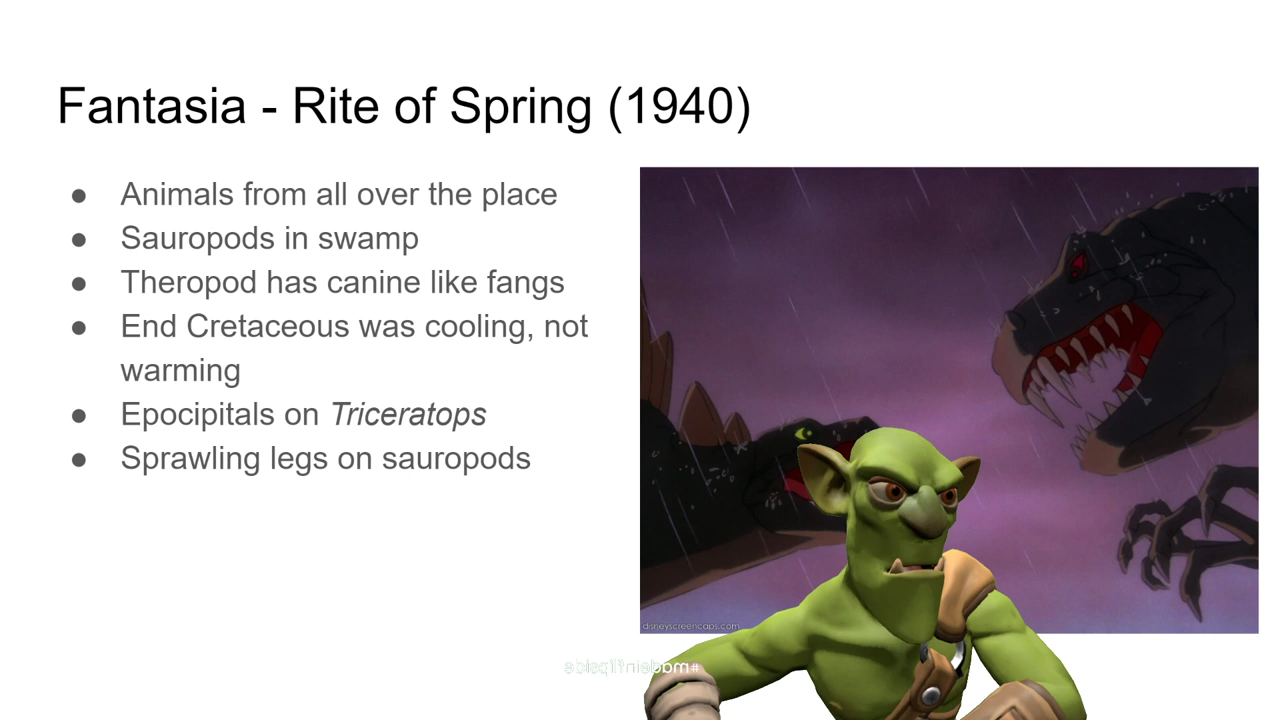 Fantasia - Rite of Spring (1940)
● Animals from all over the place
● Sauropods in swamp
● Theropod has canine like fangs
● End Cretaceous was cooling, not
warming
● Epocipitals on Triceratops
● Sprawling legs on sauropods
disneyscreencaps.com
#madeinflipside